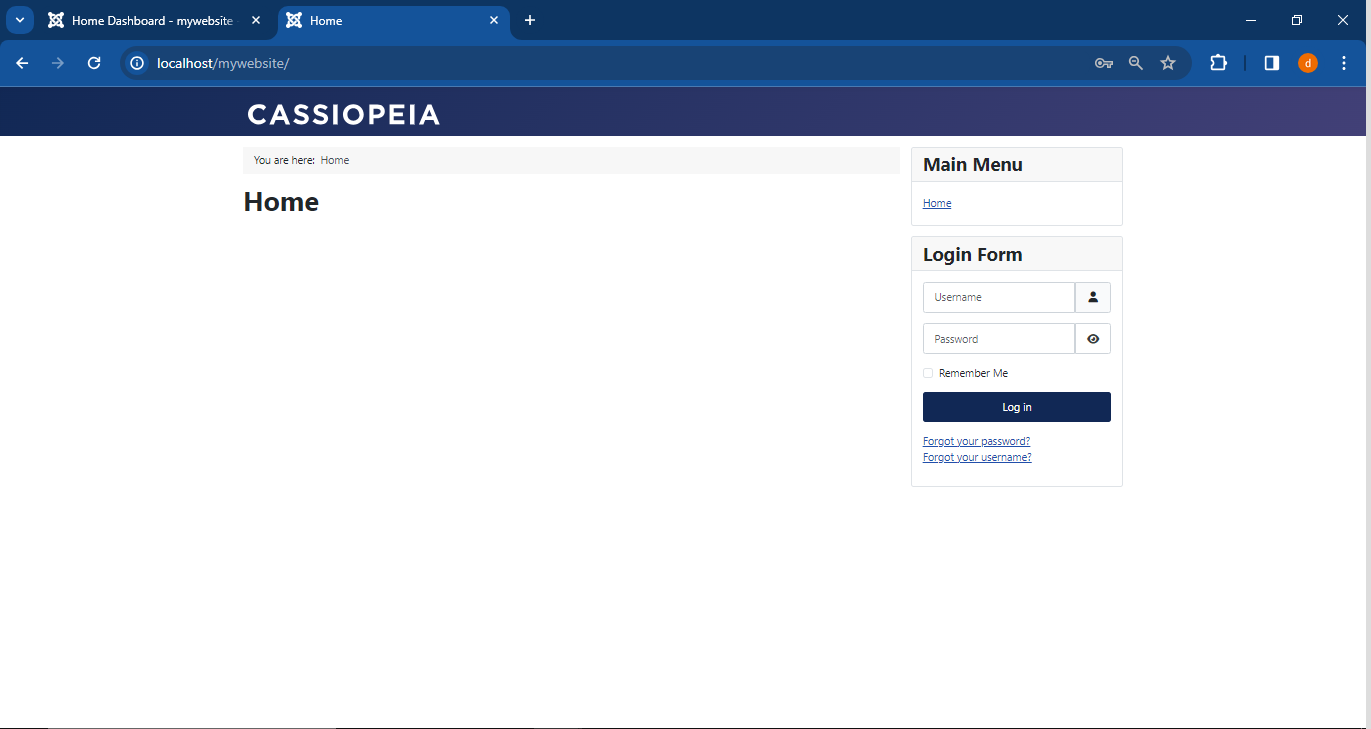 Home Dashboard - mywebsite -
Home
localhost/mywebsite/
d
CASSIOPEIA
You are here: Home
Home
Main Menu
Home
Login Form
Username
Password
Remember Me
Log in
Forgot your password?
Forgot your username?